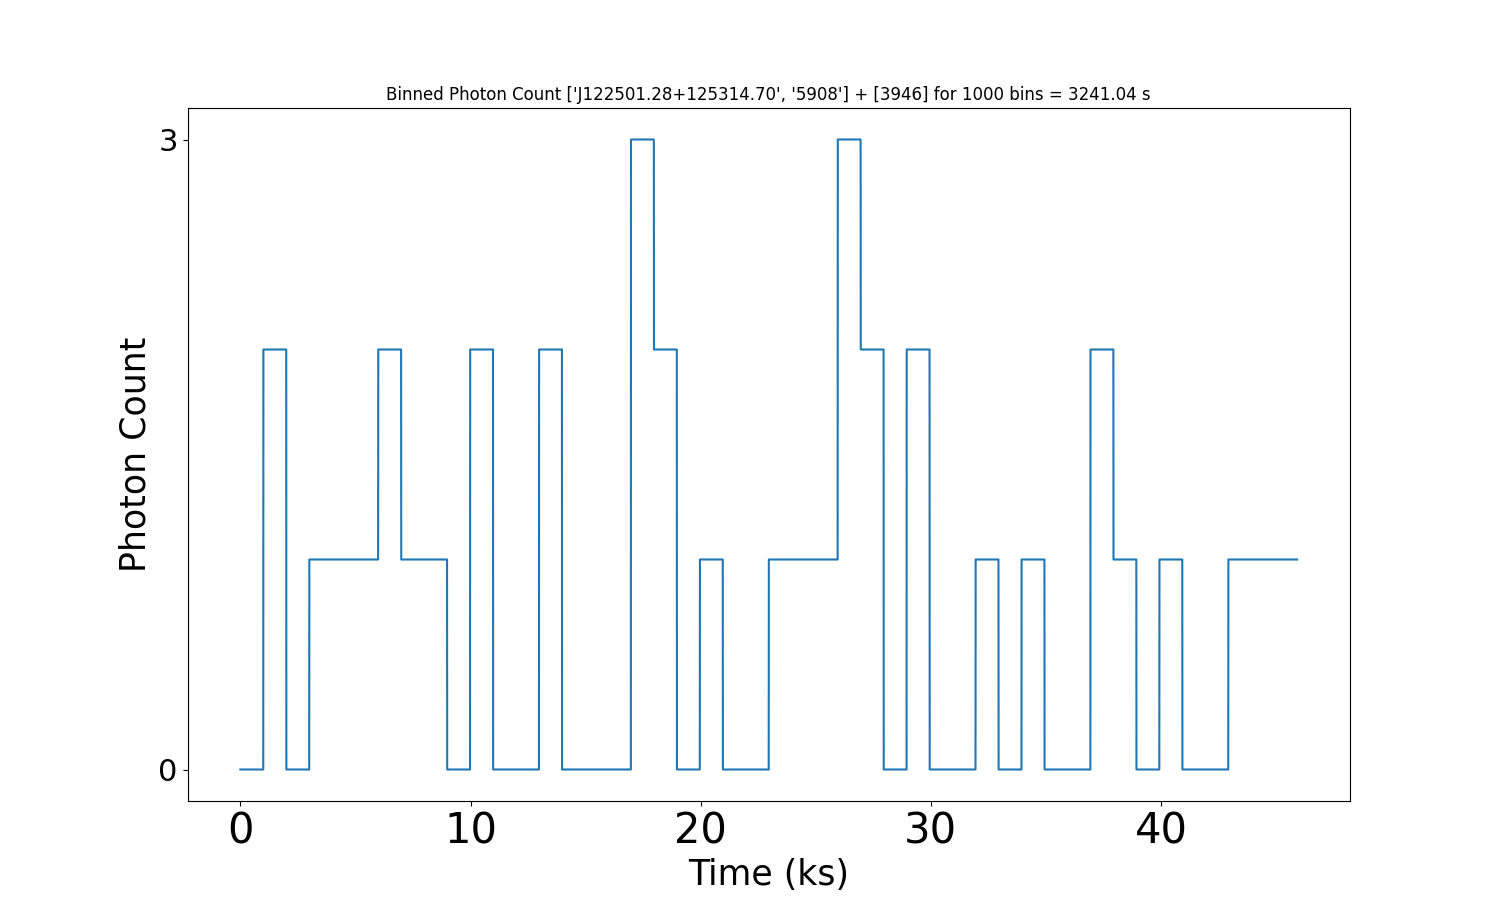 Binned Photon Count ['J122501.28+125314.70', '5908'] + [3946] for 1000 bins = 3241.04 s
3
Photon Count
0
0 10 20 30 40
Time (ks)